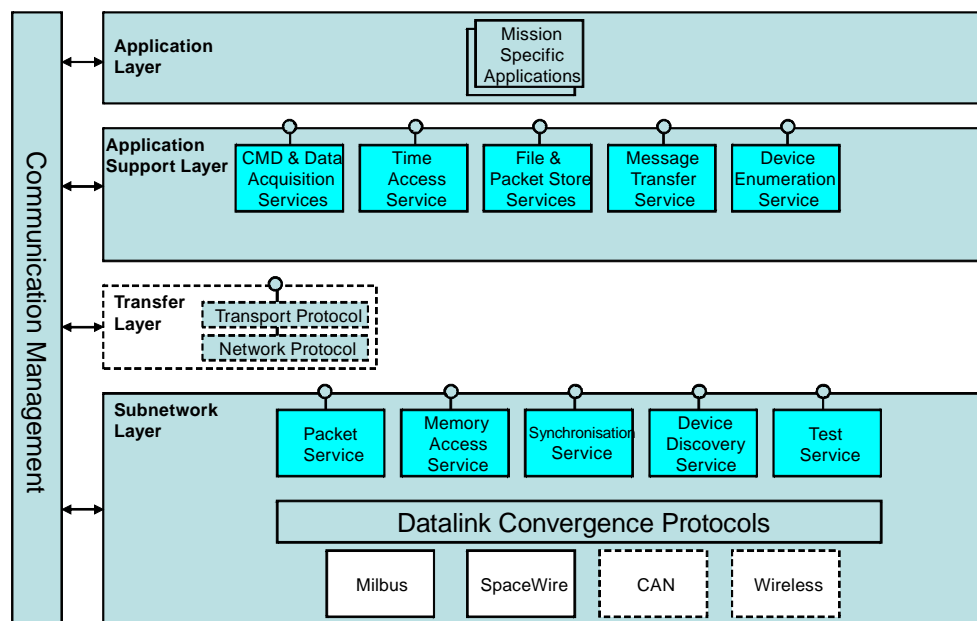 Communication Management
Application
Layer
Mission
Specific
Applications
Application
Support Layer
CMD & Data
Acquisition
Services
Time
Access
Service
File &
Packet Store
Services
Message
Transfer
Service
Device
Enumeration
Service
Transfer
Layer
Transport Protocol
Network Protocol
Subnetwork
Layer
Packet
Service
Memory
Access
Service
Synchronisation
Service
Device
Discovery
Service
Test
Service
Datalink Convergence Protocols
Milbus
SpaceWire
CAN
Wireless